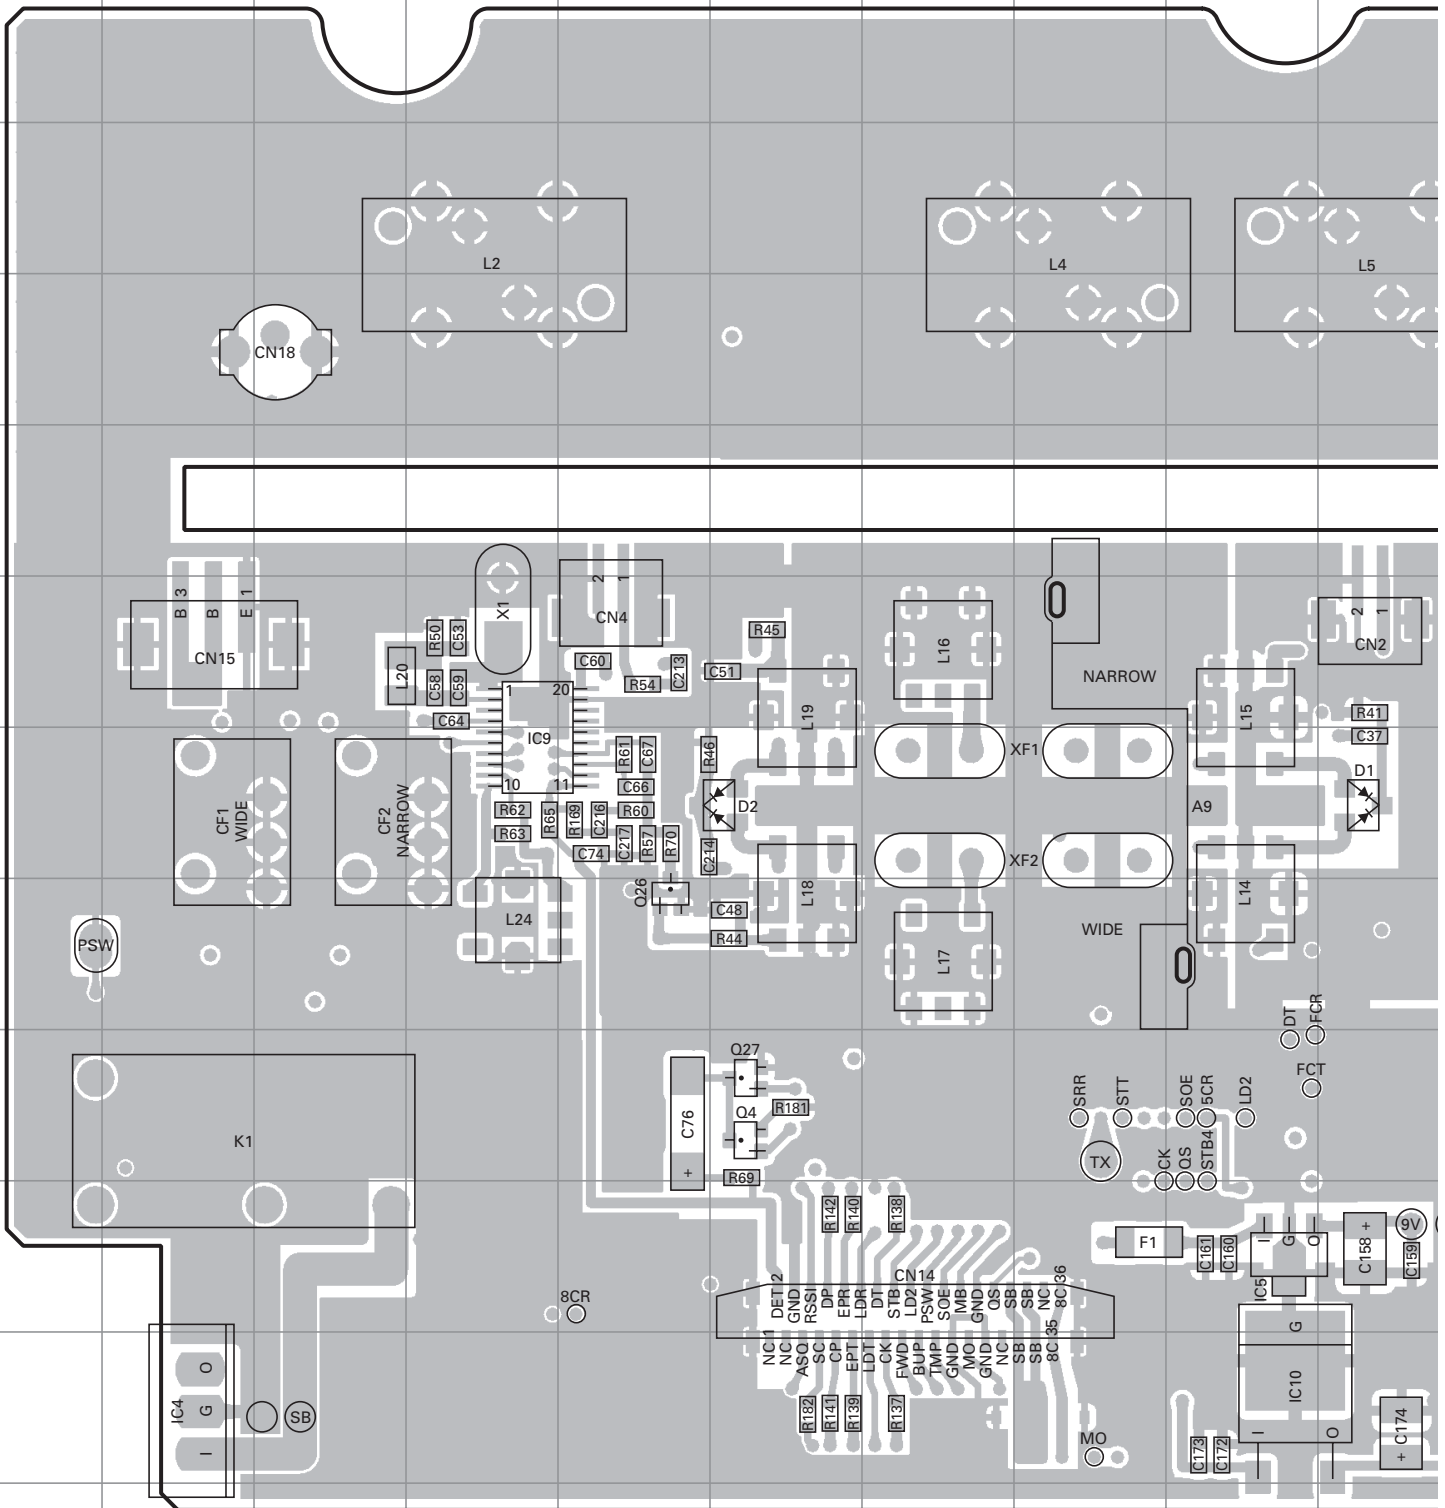 L2
L4
L5
CN18
B 3
B
E 1
CN15
R50
C53
X1
2
1
CN4
R45
L16
NARROW
2
1
CN2
L20
C58
C59
C60
R54
C213
C51
C64
1
20
IC9
10
11
L19
L15
R41
C37
XF1
R61
C67
R46
D1
C66
D2
A9
CF1
WIDE
CF2
NARROW
R62
R63
R65
R169
C216
R60
C74
C217
R57
R70
C214
XF2
Q26
L24
C48
R44
L18
L14
L17
WIDE
PSW
DT
FCR
Q27
FCT
SRR
STT
SOE
5CR
LD2
R181
Q4
C76
+
K1
TX
CK
QS
STB4
R69
R142
R140
R138
F1
C161
C160
I
G
O
IC5
+
C158
9V
C159
CN14
8CR
DET 2
GND
RSSI
DP
EPR
LDR
DT
STB
LD2
PSW
SOE
MB
GND
QS
SB
SB
NC
8C 36
NC 1
NC
ASQ
SC
CP
EPT
LDT
CK
FWD
BUP
TMP
GND
MO
GND
NC
SB
SB
8C 35
G
IC10
I
O
IC4
O
G
I
SB
R182
R141
R139
R137
MO
C173
C172
C174
+